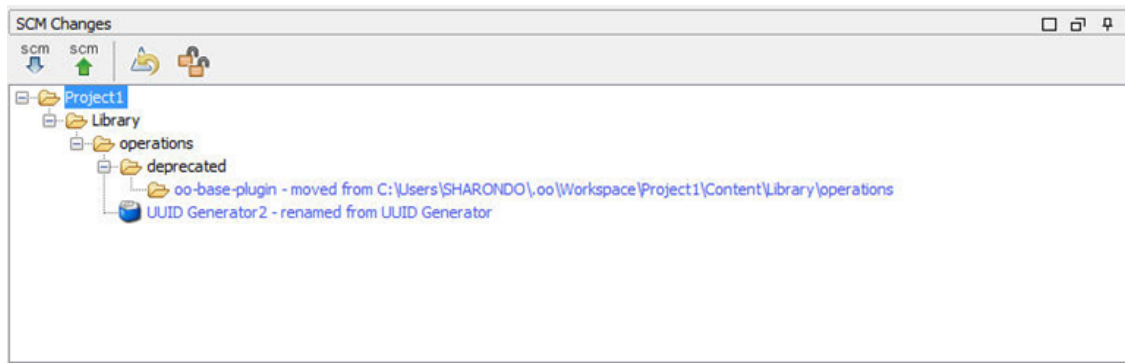 SCM Changes
scm scm
Project1
Library
operations
deprecated
oo-base-plugin - moved from C:\Users\SHARONDO\.oo\Workspace\Project1\Content\Library\operations
UUID Generator2 - renamed from UUID Generator